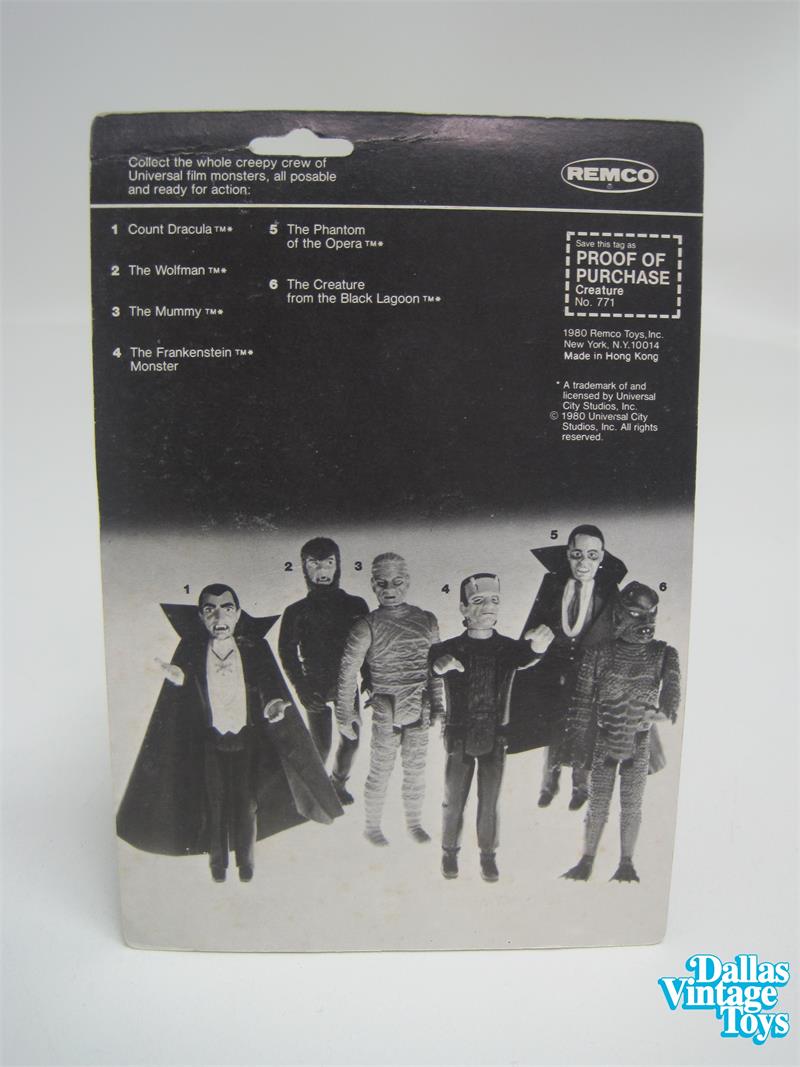 Collect the whole creepy crew of
Universal film monsters, all posable
and ready for action:
REMCO
®
1 Count Dracula™*
2 The Wolfman™*
3 The Mummy™*
4 The Frankenstein™*
Monster
5 The Phantom
of the Opera™*
6 The Creature
from the Black Lagoon™*
Save this tag as
PROOF OF
PURCHASE
Creature
No. 771
1980 Remco Toys, Inc.
New York, N.Y. 10014
Made in Hong Kong
* A trademark of and
licensed by Universal
City Studios, Inc.
© 1980 Universal City
Studios, Inc. All rights
reserved.
1
2
3
4
5
6
Dallas
Vintage
Toys